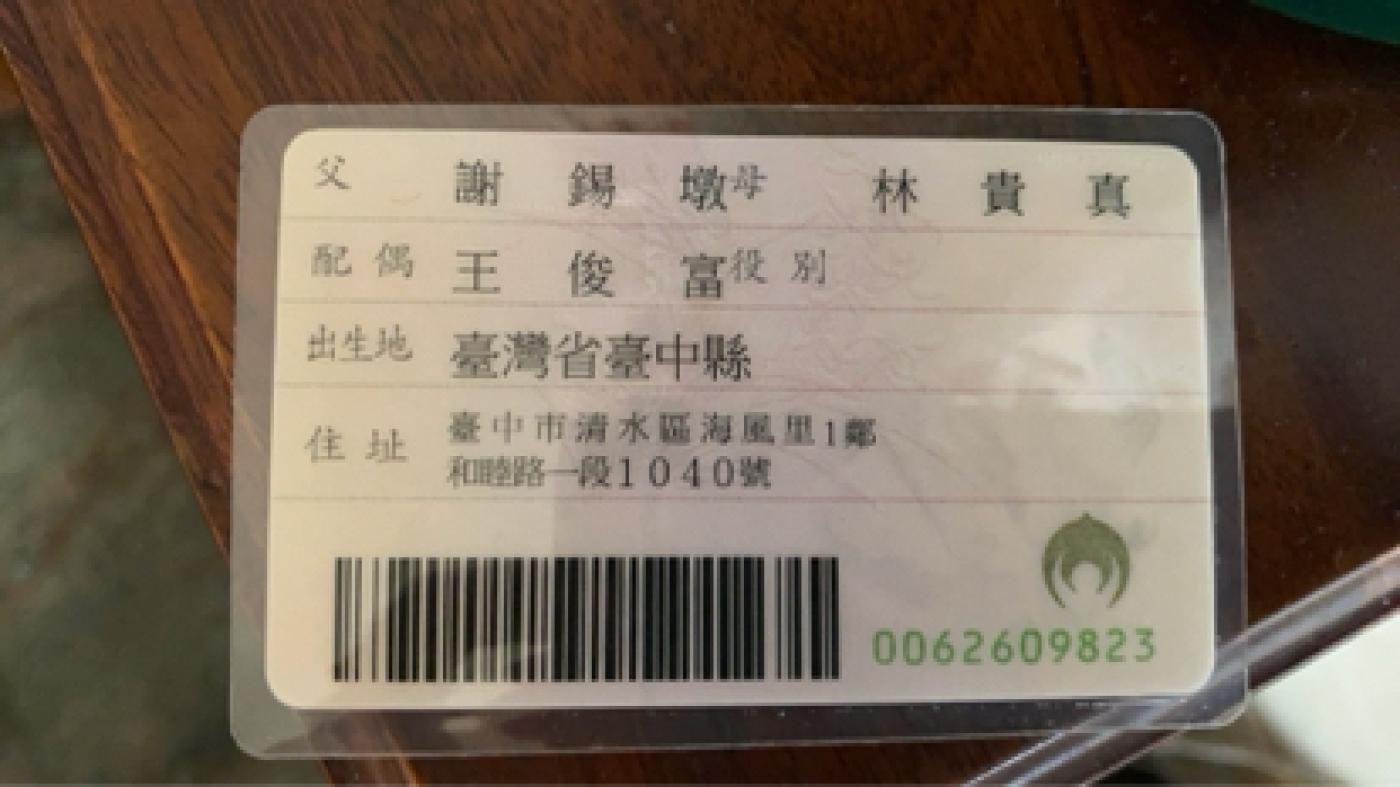 父 謝錫墩 母 林貴真
配偶 王俊富 役別
出生地 臺灣省臺中縣
住址 臺中市清水區海風里1鄰
和睦路一段1040號
0062609823